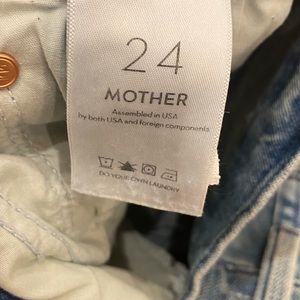 24
MOTHER
Assembled in USA
by both USA and foreign components
DO YOUR OWN LAUNDRY